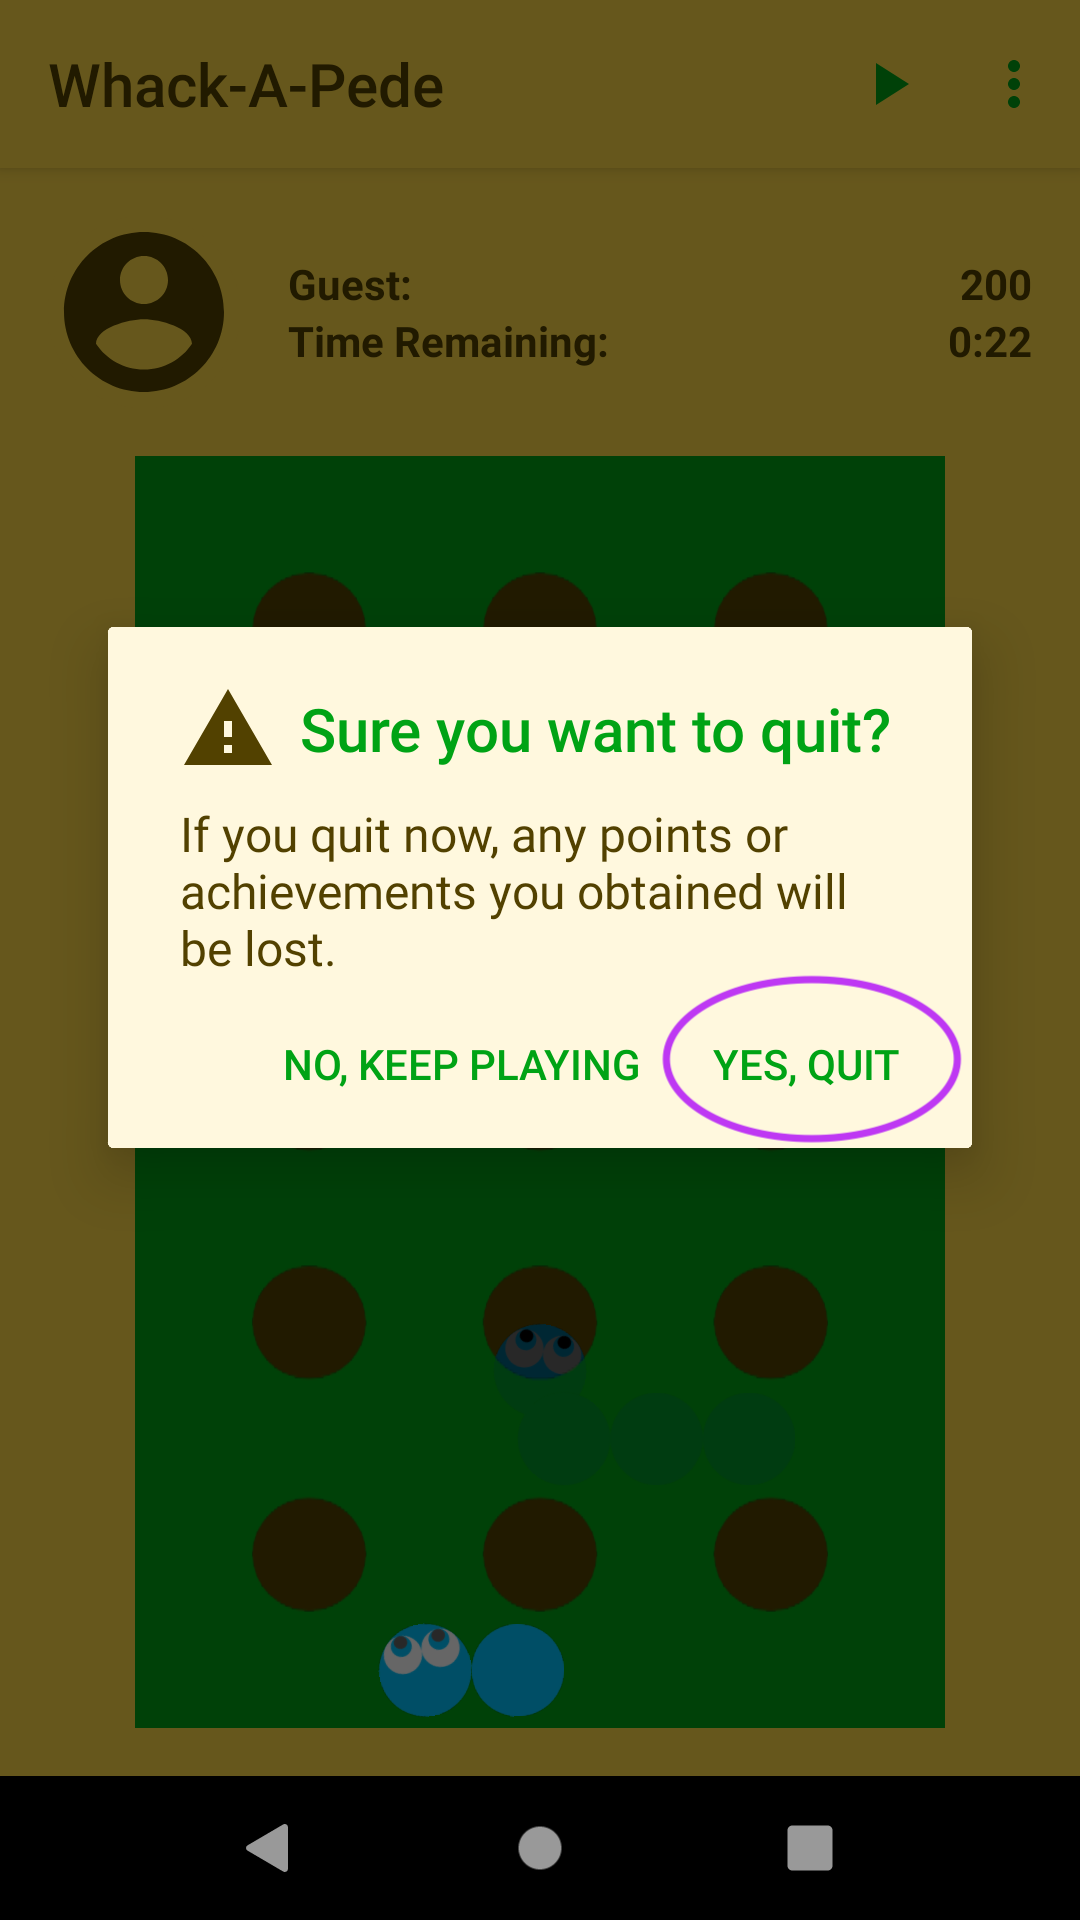 Whack-A-Pede
Guest: 200
Time Remaining: 0:22
Sure you want to quit?
If you quit now, any points or
achievements you obtained will
be lost.
NO, KEEP PLAYING YES, QUIT